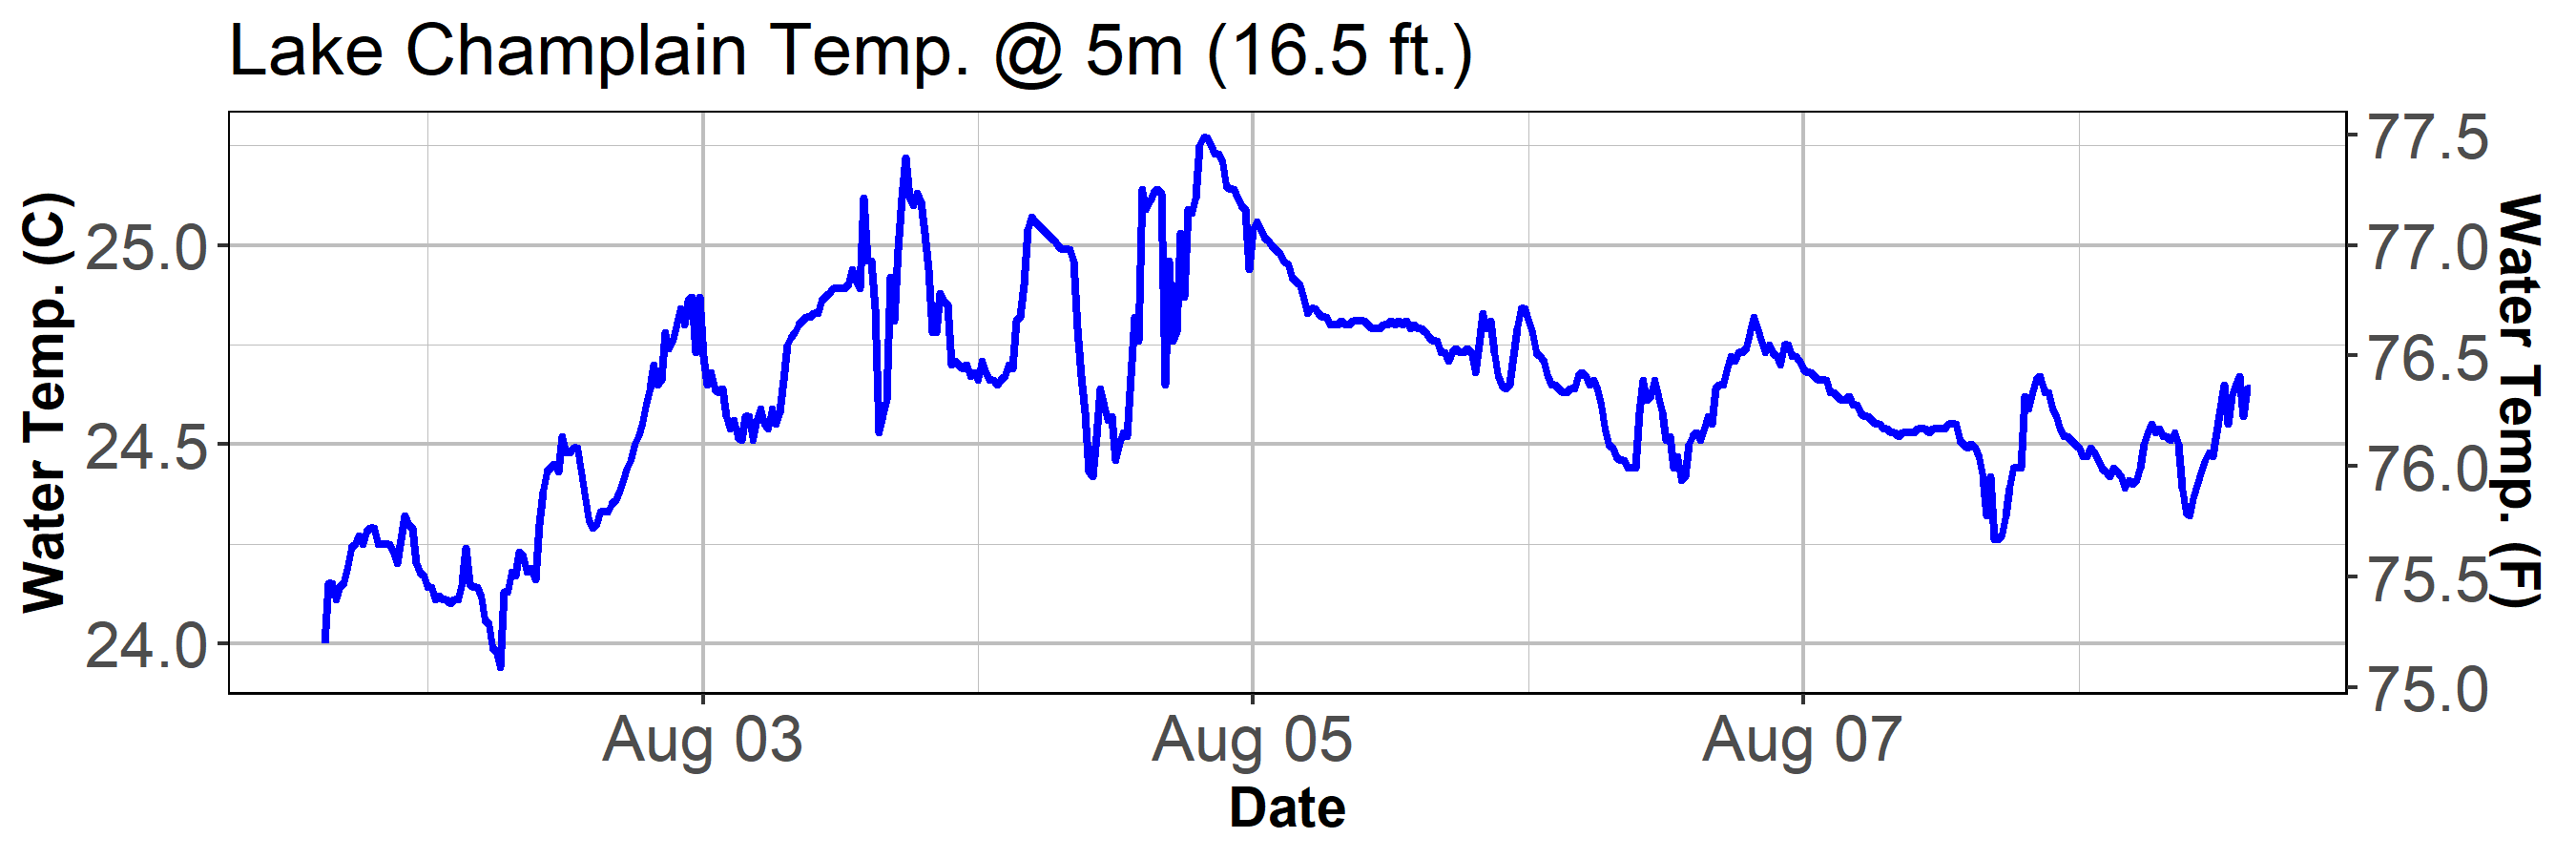 Lake Champlain Temp. @ 5m (16.5 ft.)
Water Temp. (C)
25.0
24.5
24.0
77.5
77.0
76.5
76.0
75.5
75.0
Water Temp. (F)
Aug 03
Aug 05
Aug 07
Date